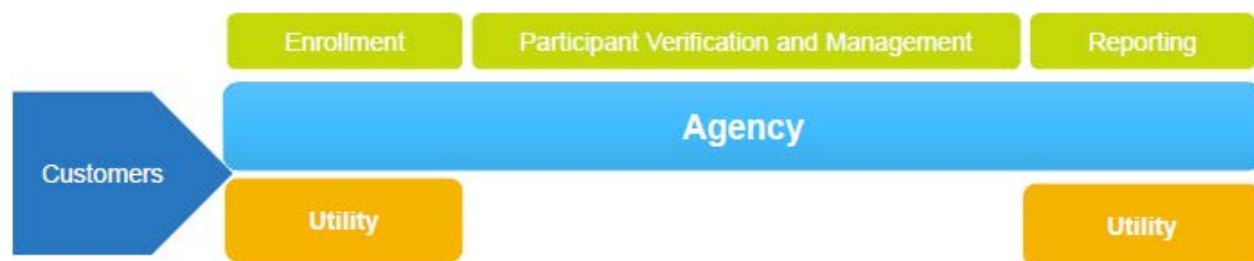 Enrollment
Participant Verification and Management
Reporting
Agency
Customers
Utility
Utility